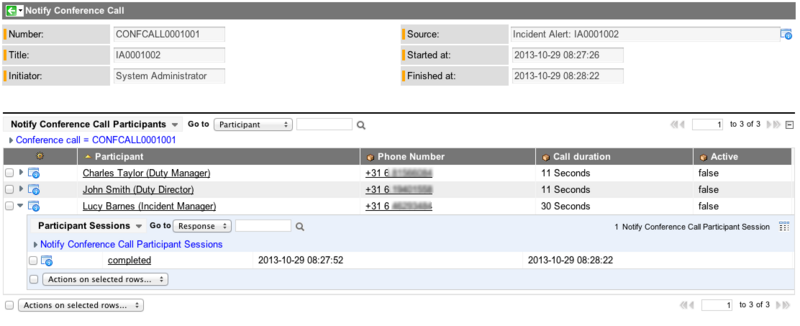 Notify Conference Call
Number: CONFCALL0001001 Source: Incident Alert: IA0001002
Title: IA0001002 Started at: 2013-10-29 08:27:26
Initiator: System Administrator Finished at: 2013-10-29 08:28:22
Notify Conference Call Participants Go to Participant 1 to 3 of 3
Conference call = CONFCALL0001001
Participant Phone Number Call duration Active
Charles Taylor (Duty Manager) +31 6 11 Seconds false
John Smith (Duty Director) +31 6 11 Seconds false
Lucy Barnes (Incident Manager) +31 6 30 Seconds false
Participant Sessions Go to Response 1 Notify Conference Call Participant Session
Notify Conference Call Participant Sessions
completed 2013-10-29 08:27:52 2013-10-29 08:28:22
Actions on selected rows...
Actions on selected rows... 1 to 3 of 3